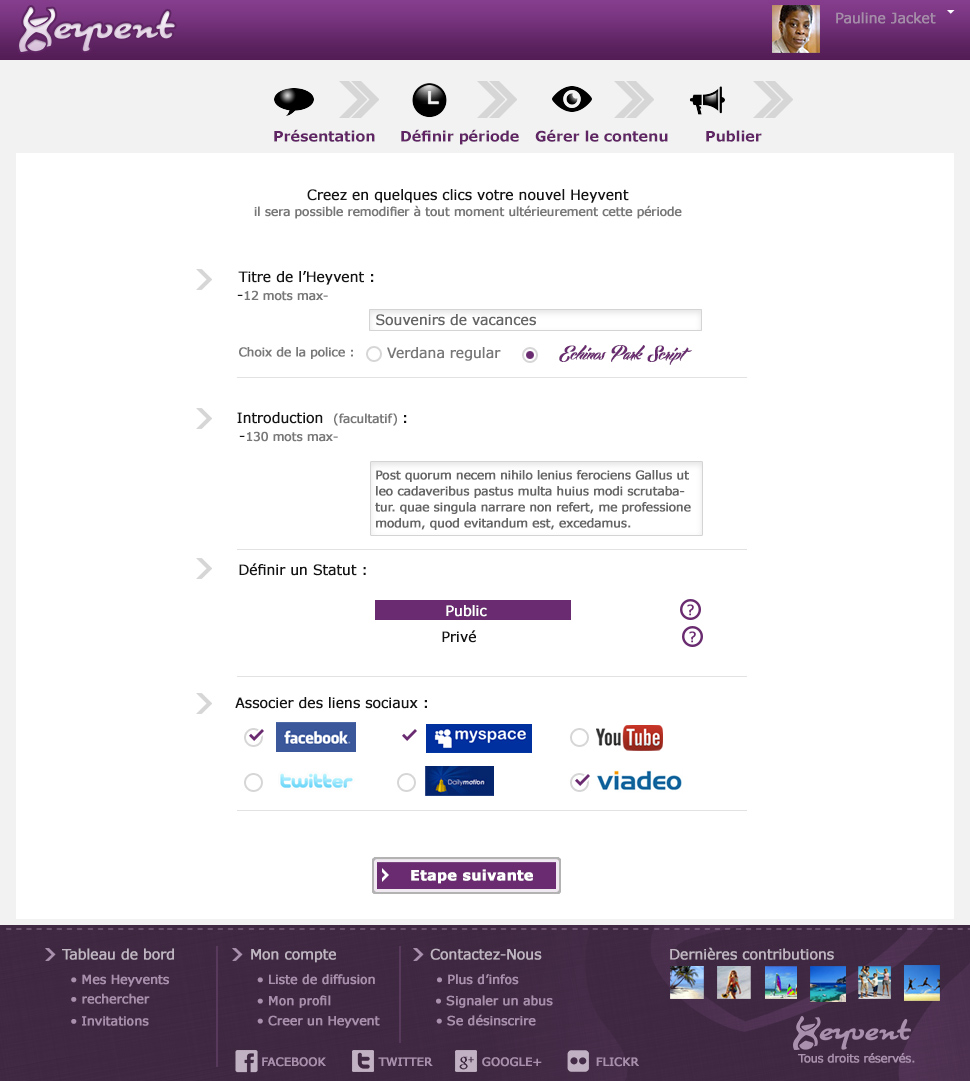 Heyvent
Pauline Jacket
Présentation
Définir période
Gérer le contenu
Publier
Creez en quelques clics votre nouvel Heyvent
il sera possible remodifier à tout moment ultérieurement cette période
Titre de l’Heyvent :
-12 mots max-
Souvenirs de vacances
Choix de la police :
Verdana regular
Echinos Park Script
Introduction (facultatif) :
-130 mots max-
Post quorum necem nihilo lenius ferociens Gallus ut
leo cadaveribus pastus multa huius modi scrutaba-
tur. quae singula narrare non refert, me professione
modum, quod evitandum est, excedamus.
Définir un Statut :
Public
?
Privé
?
Associer des liens sociaux :
facebook.
myspace
YouTube
twitter
Dailymotion
viadeo
Etape suivante
Tableau de bord
• Mes Heyvents
• rechercher
• Invitations
Mon compte
• Liste de diffusion
• Mon profil
• Creer un Heyvent
Contactez-Nous
• Plus d’infos
• Signaler un abus
• Se désinscrire
Dernières contributions
Heyvent
Tous droits réservés.
f FACEBOOK
t TWITTER
g+ GOOGLE+
FLICKR